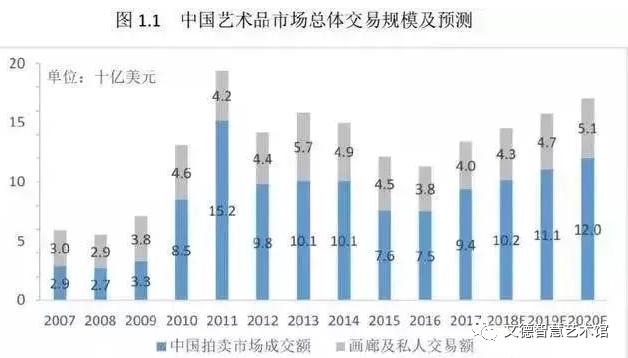 图 1.1 中国艺术品市场总体交易规模及预测
单位：十亿美元
20
15
10
5
0
3.0 2.9 3.8 4.6 4.2 4.4 5.7 4.9 4.5 3.8 4.0 4.3 4.7 5.1
2.9 2.7 3.3 8.5 15.2 9.8 10.1 10.1 7.6 7.5 9.4 10.2 11.1 12.0
2007 2008 2009 2010 2011 2012 2013 2014 2015 2016 2017 2018E 2019E 2020E
中国拍卖市场成交额 画廊及私人交易额
文德智慧艺术馆